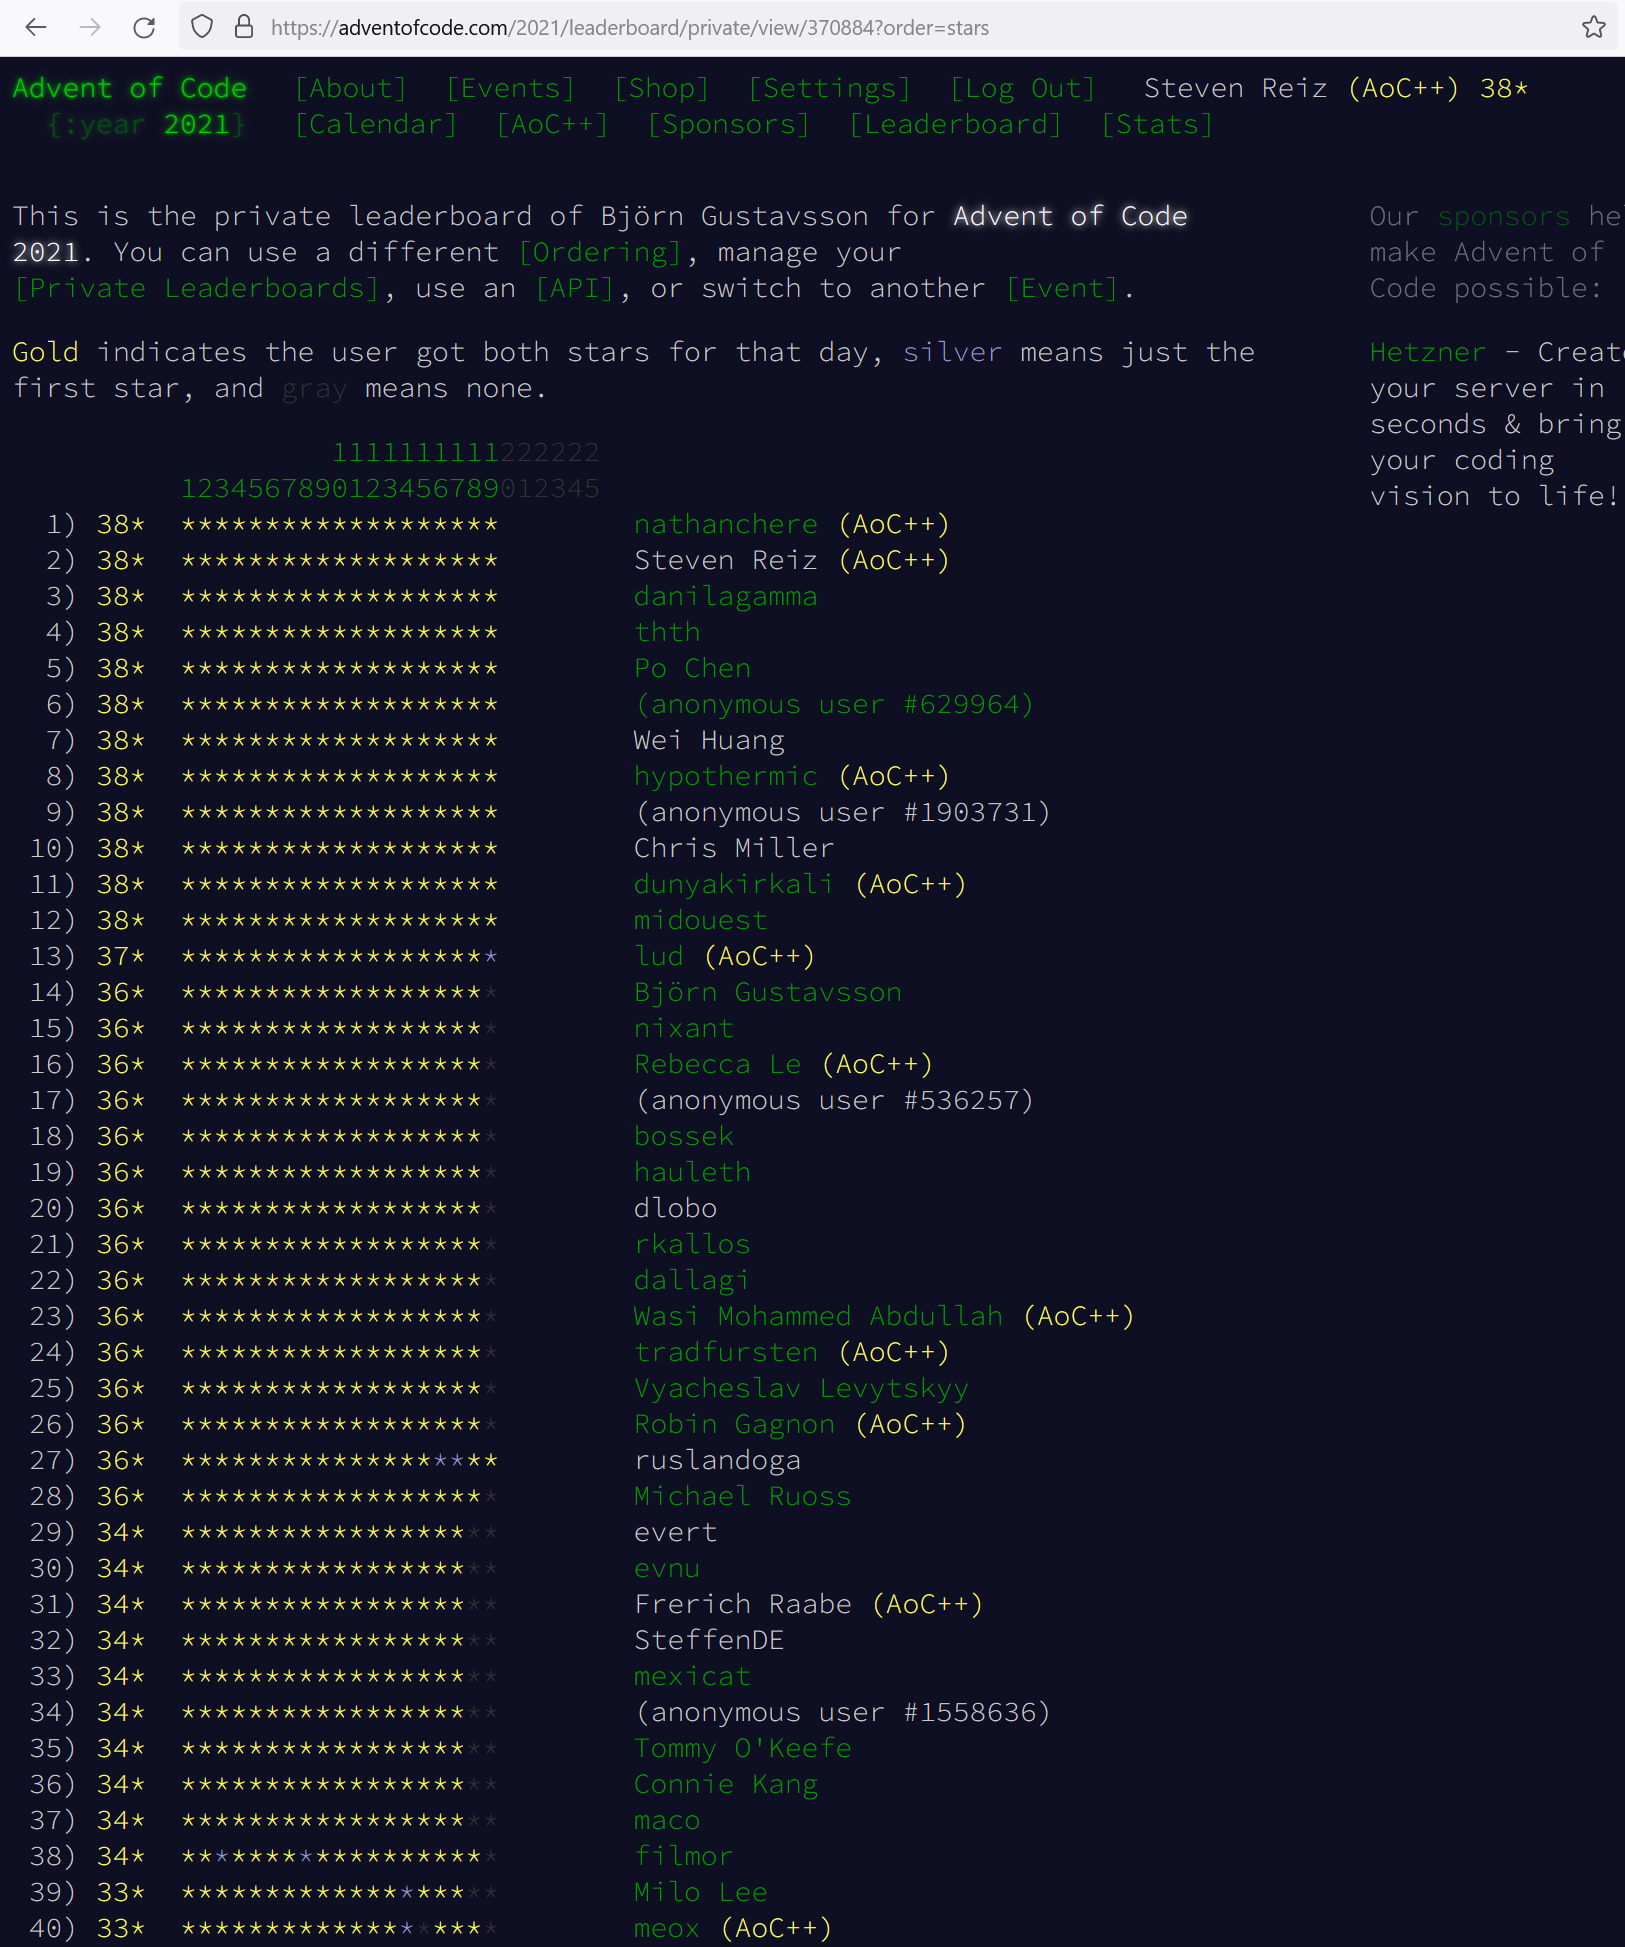 https://adventofcode.com/2021/leaderboard/private/view/370884?order=stars
Advent of Code [About] [Events] [Shop] [Settings] [Log Out] Steven Reiz (AoC++) 38*
{:year 2021} [Calendar] [AoC++] [Sponsors] [Leaderboard] [Stats]
This is the private leaderboard of Björn Gustavsson for Advent of Code
2021. You can use a different [Ordering], manage your
[Private Leaderboards], use an [API], or switch to another [Event].
Gold indicates the user got both stars for that day, silver means just the
first star, and gray means none.
1111111111222222
1234567890123456789012345
1) 38* ******************* nathanchere (AoC++)
2) 38* ******************* Steven Reiz (AoC++)
3) 38* ******************* danilagamma
4) 38* ******************* thth
5) 38* ******************* Po Chen
6) 38* ******************* (anonymous user #629964)
7) 38* ******************* Wei Huang
8) 38* ******************* hypothermic (AoC++)
9) 38* ******************* (anonymous user #1903731)
10) 38* ******************* Chris Miller
11) 38* ******************* dunyakirkali (AoC++)
12) 38* ******************* midouest
13) 37* ******************* lud (AoC++)
14) 36* ******************* Björn Gustavsson
15) 36* ******************* nixant
16) 36* ******************* Rebecca Le (AoC++)
17) 36* ******************* (anonymous user #536257)
18) 36* ******************* bossek
19) 36* ******************* hauleth
20) 36* ******************* dlobo
21) 36* ******************* rkallos
22) 36* ******************* dallagi
23) 36* ******************* Wasi Mohammed Abdullah (AoC++)
24) 36* ******************* tradfursten (AoC++)
25) 36* ******************* Vyacheslav Levytskyy
26) 36* ******************* Robin Gagnon (AoC++)
27) 36* ******************* ruslandoga
28) 36* ******************* Michael Ruoss
29) 34* ******************* evert
30) 34* ******************* evnu
31) 34* ******************* Frerich Raabe (AoC++)
32) 34* ******************* SteffenDE
33) 34* ******************* mexicat
34) 34* ******************* (anonymous user #1558636)
35) 34* ******************* Tommy O'Keefe
36) 34* ******************* Connie Kang
37) 34* ******************* maco
38) 34* ******************* filmor
39) 33* ******************* Milo Lee
40) 33* ******************* meox (AoC++)
Our sponsors hel
make Advent of
Code possible:
Hetzner - Create
your server in
seconds & bring
your coding
vision to life!